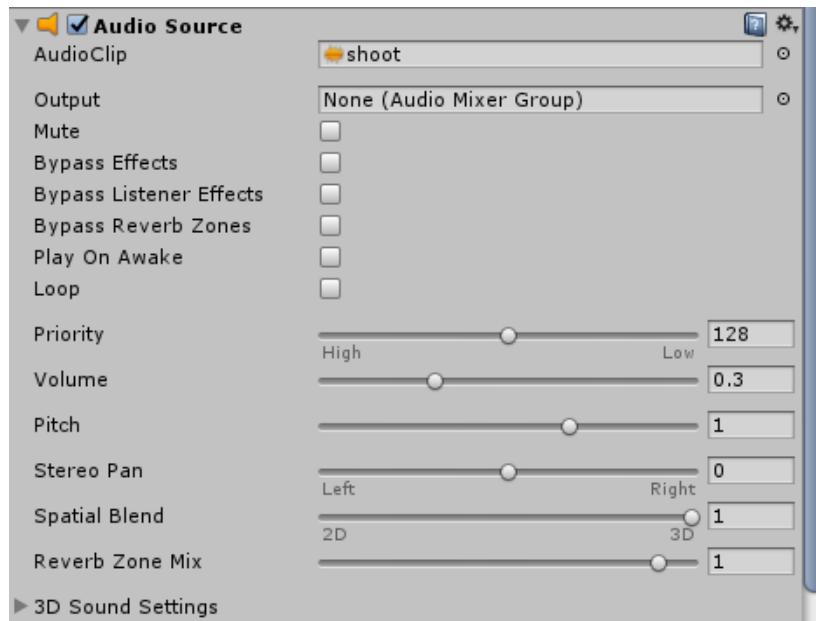 Audio Source
AudioClip shoot
Output None (Audio Mixer Group)
Mute
Bypass Effects
Bypass Listener Effects
Bypass Reverb Zones
Play On Awake
Loop
Priority 128
High Low
Volume 0.3
Pitch 1
Stereo Pan 0
Left Right
Spatial Blend 1
2D 3D
Reverb Zone Mix 1
3D Sound Settings